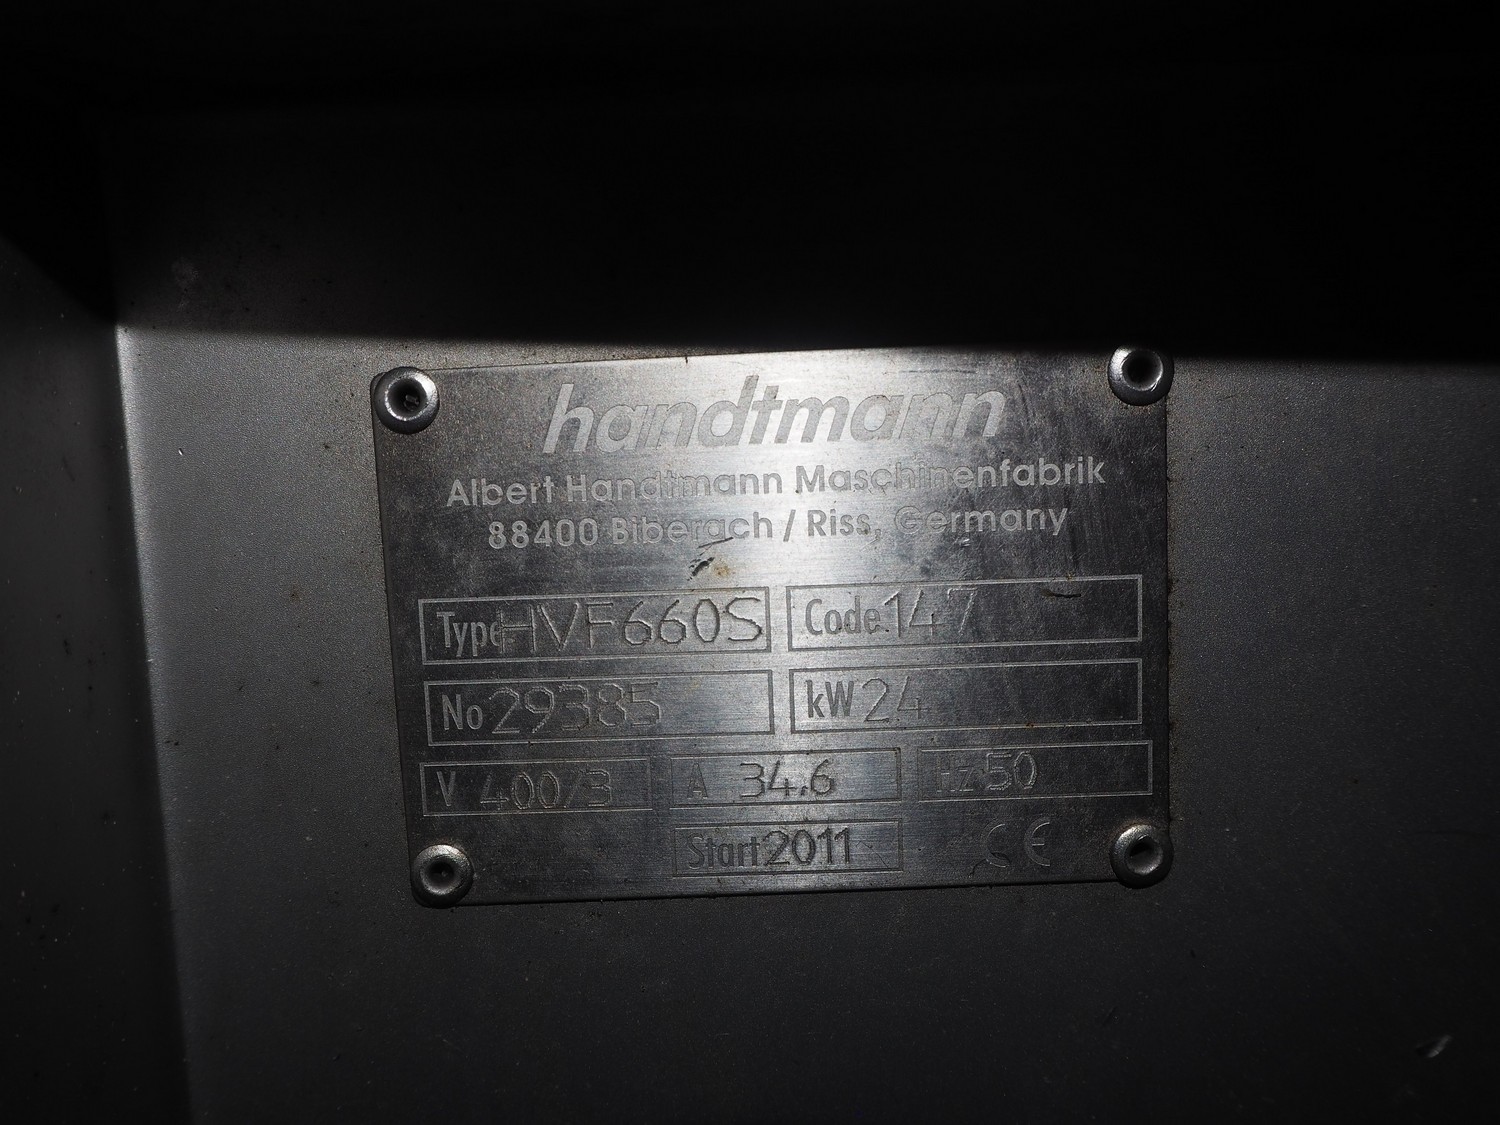 handtmann
Albert Handtmann Maschinenfabrik
88400 Biberach / Riss, Germany
Type HVF660S Code 147
No 29385 kW 24
V 400/3 A 34.6 Hz 50
Start 2011 CE